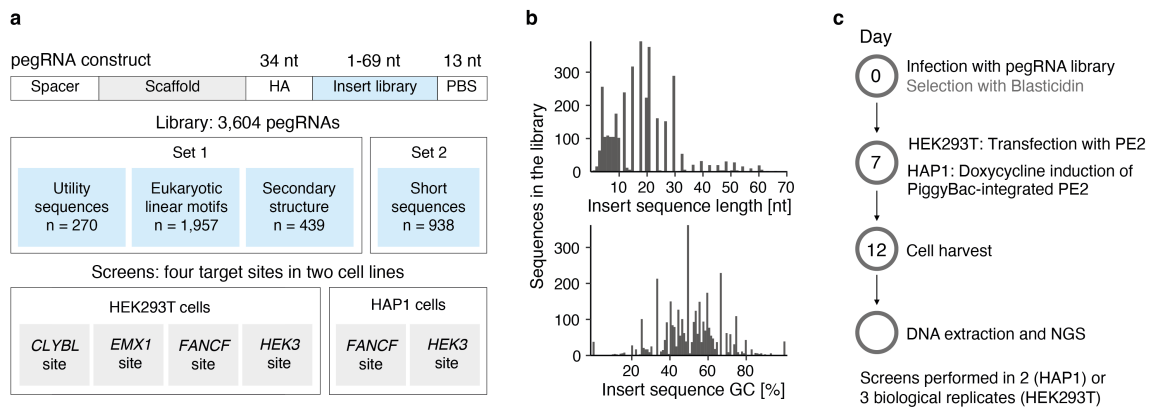 a
pegRNA construct
34 nt
1-69 nt
13 nt
Spacer
Scaffold
HA
Insert library
PBS
Library: 3,604 pegRNAs
Set 1
Utility
sequences
n = 270
Eukaryotic
linear motifs
n = 1,957
Secondary
structure
n = 439
Set 2
Short
sequences
n = 938
Screens: four target sites in two cell lines
HEK293T cells
CLYBL
site
EMX1
site
FANCF
site
HEK3
site
HAP1 cells
FANCF
site
HEK3
site
b
Sequences in the library
300
200
100
0
10
20
30
40
50
60
70
Insert sequence length [nt]
300
200
100
0
20
40
60
80
Insert sequence GC [%]
c
Day
0
Infection with pegRNA library
Selection with Blasticidin
7
HEK293T: Transfection with PE2
HAP1: Doxycycline induction of
PiggyBac-integrated PE2
12
Cell harvest
DNA extraction and NGS
Screens performed in 2 (HAP1) or
3 biological replicates (HEK293T)